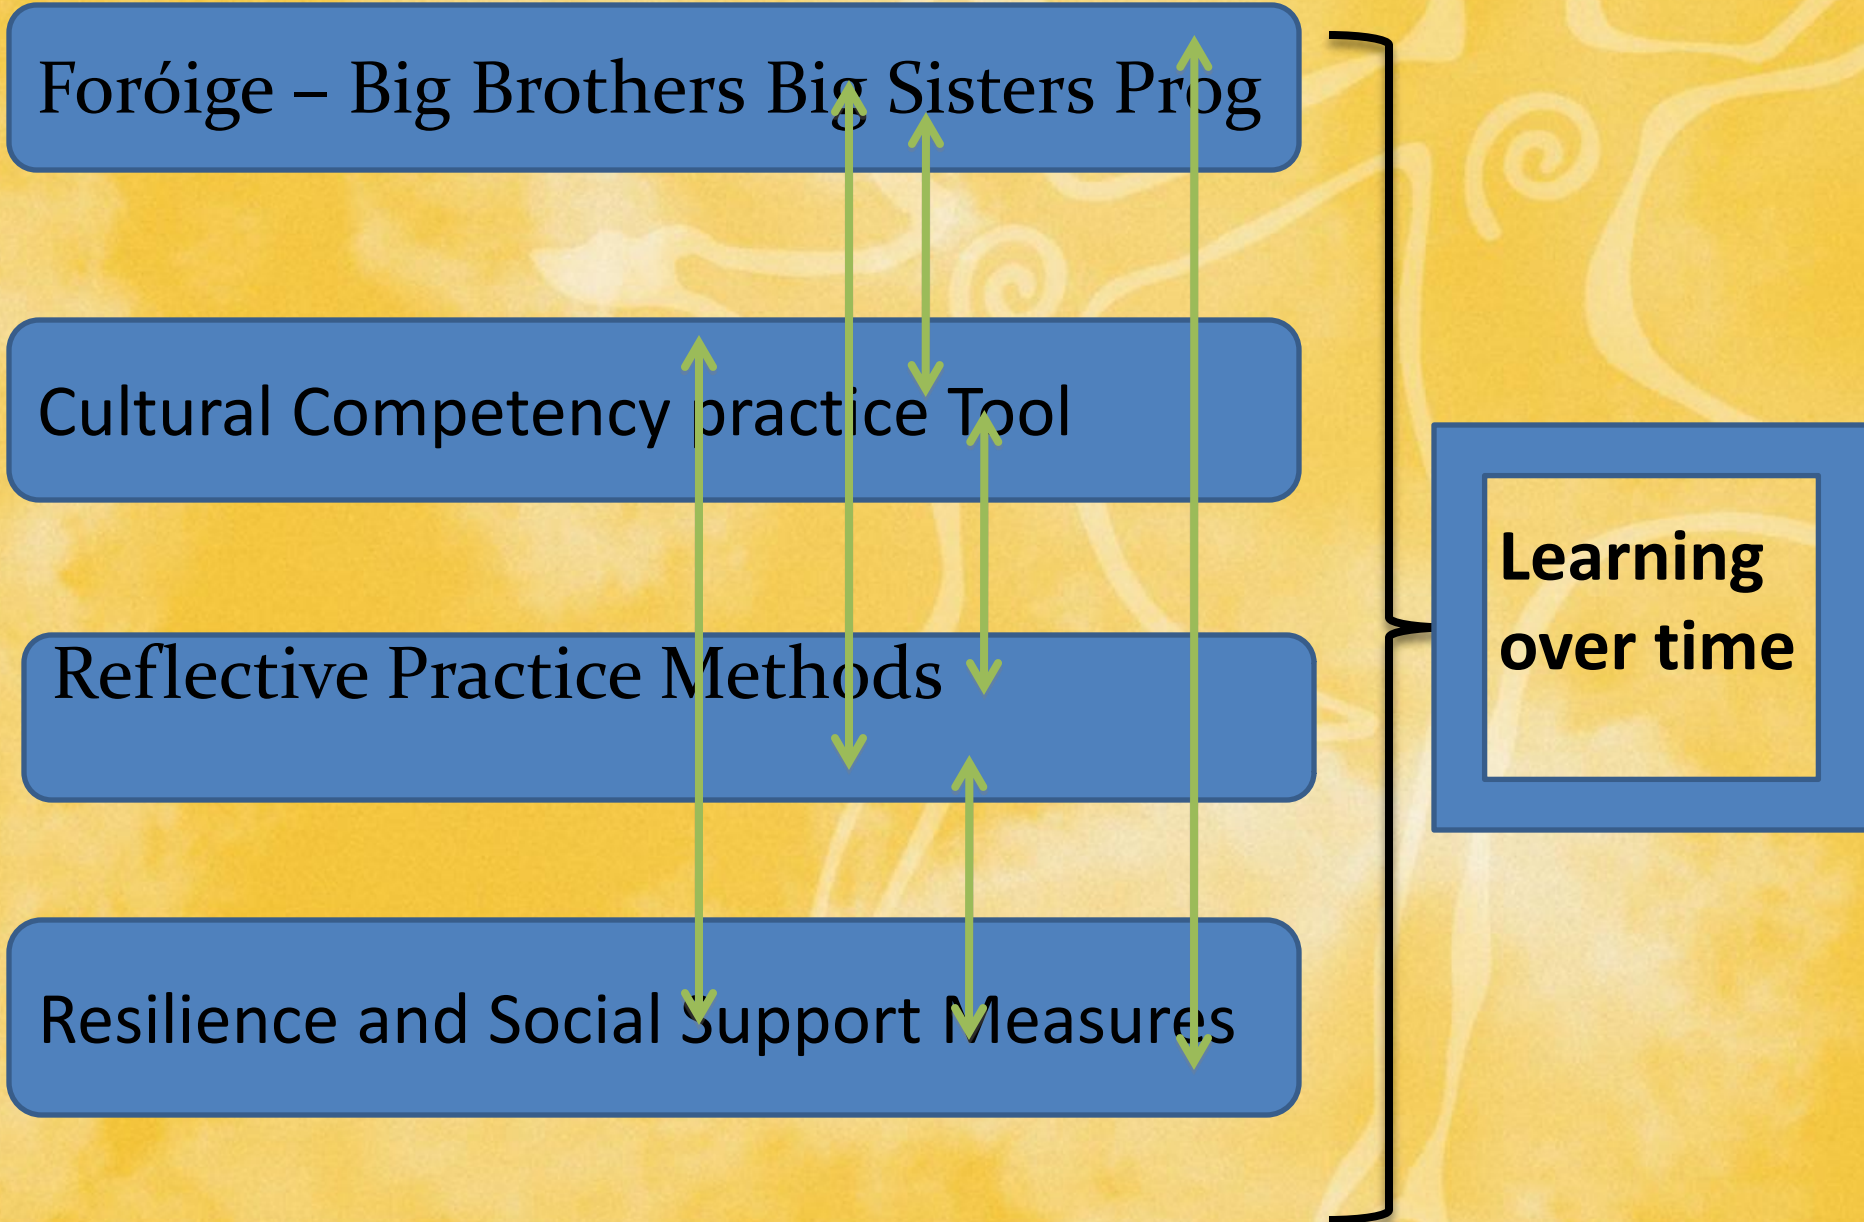 Foróige – Big Brothers Big Sisters Prog
Cultural Competency practice Tool
Reflective Practice Methods
Resilience and Social Support Measures
Learning
over time